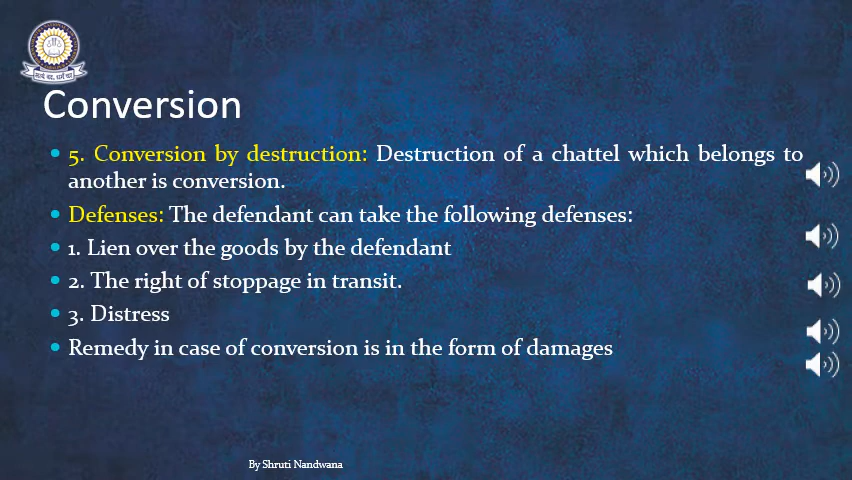 Conversion
5. Conversion by destruction: Destruction of a chattel which belongs to
another is conversion.
Defenses: The defendant can take the following defenses:
1. Lien over the goods by the defendant
2. The right of stoppage in transit.
3. Distress
Remedy in case of conversion is in the form of damages
By Shruti Nandwana